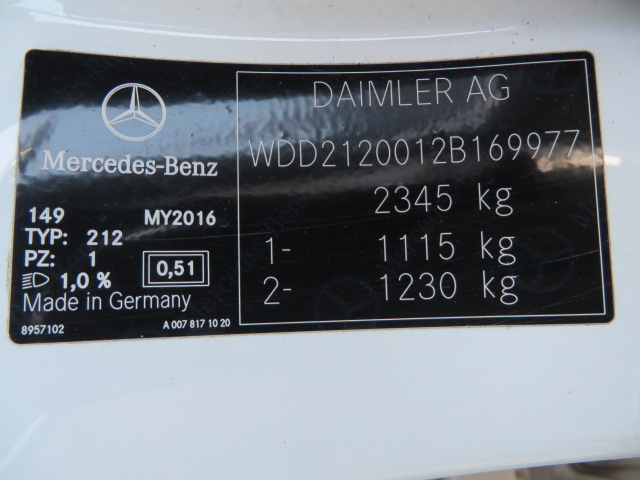 Mercedes-Benz
149 MY2016
TYP: 212
PZ: 1
1,0 % 0,51
Made in Germany
8957102 A 007 817 10 20
DAIMLER AG
WDD2120012B169977
2345 kg
1- 1115 kg
2- 1230 kg